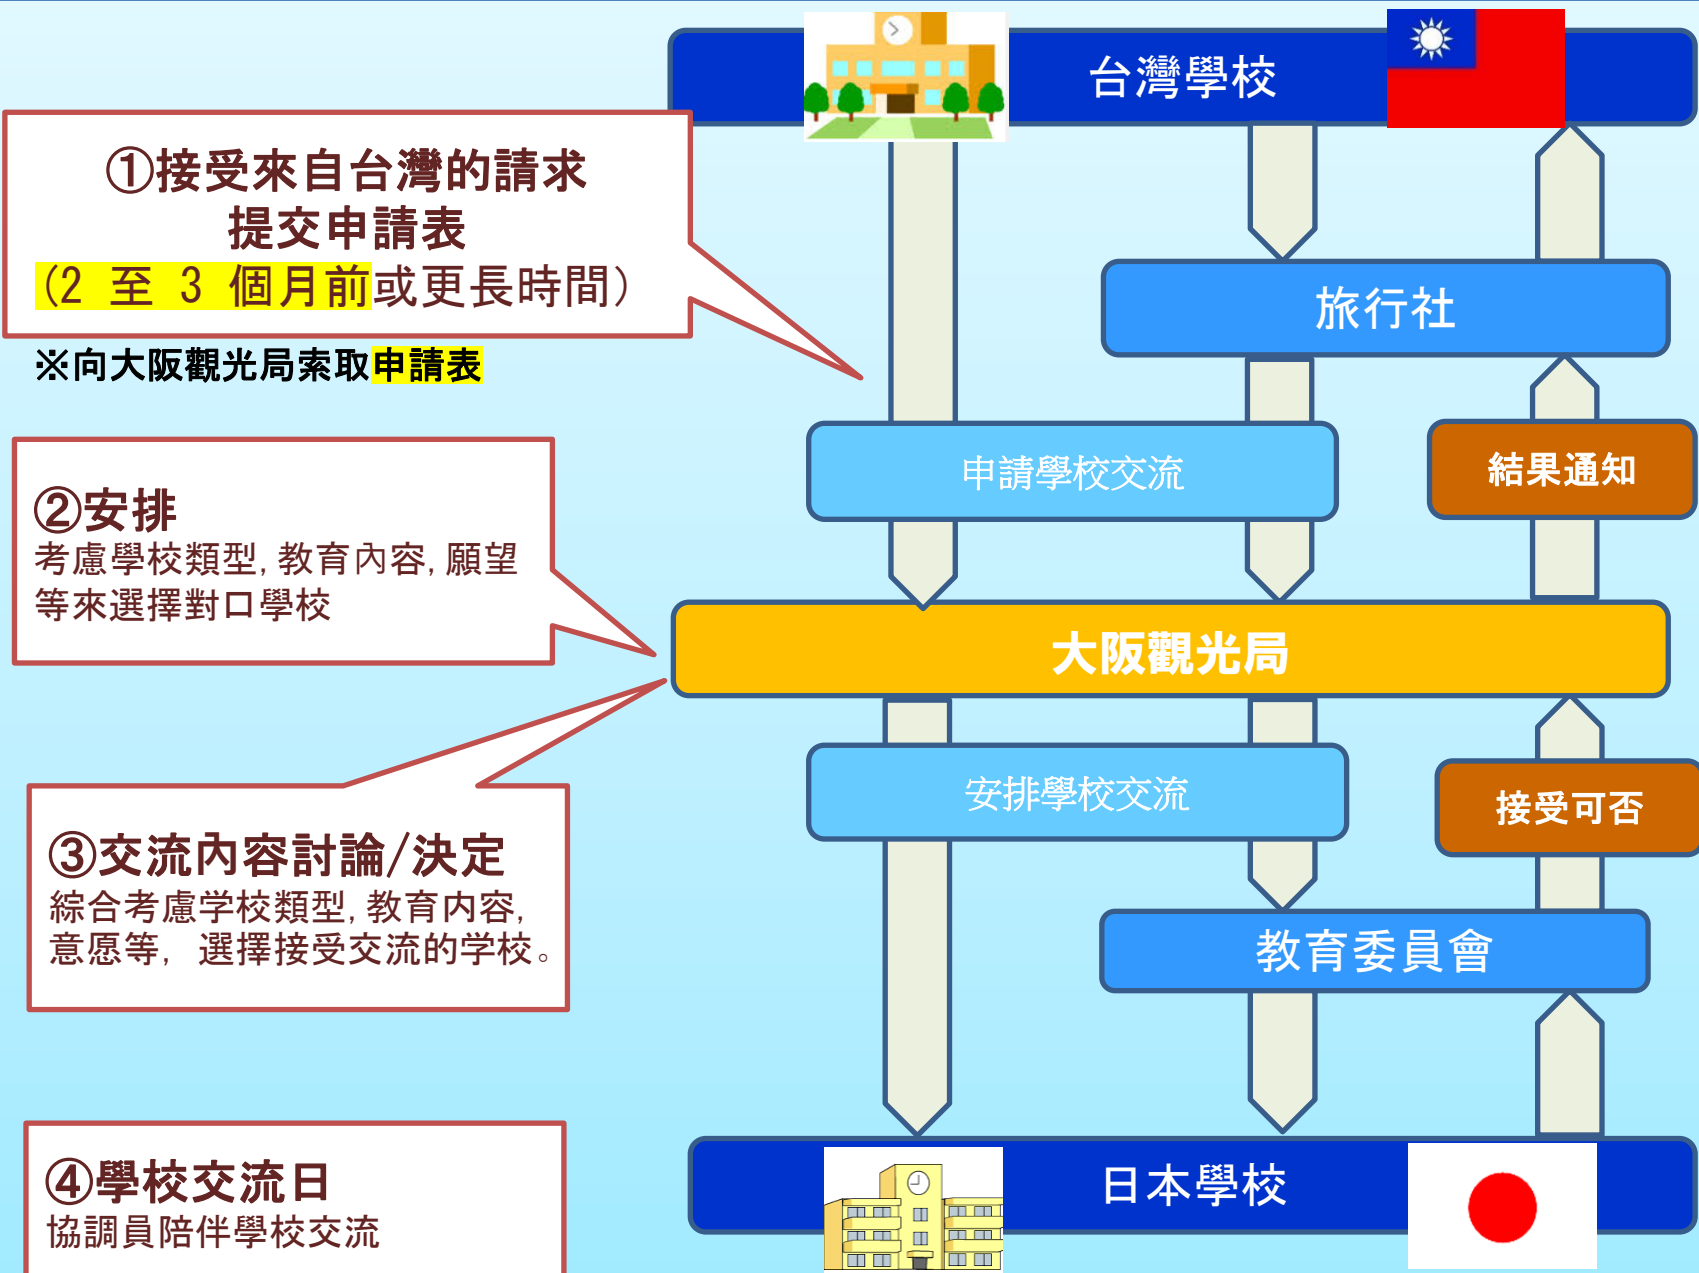 台灣學校
①接受來自台灣的請求
提交申請表
(2 至 3 個月前或更長時間)
※向大阪觀光局索取申請表
旅行社
申請學校交流
結果通知
②安排
考慮學校類型,教育內容,願望
等來選擇對口學校
大阪觀光局
安排學校交流
接受可否
③交流內容討論/決定
綜合考慮学校類型,教育内容,
意愿等, 選擇接受交流的学校。
教育委員會
④學校交流日
協調員陪伴學校交流
日本學校